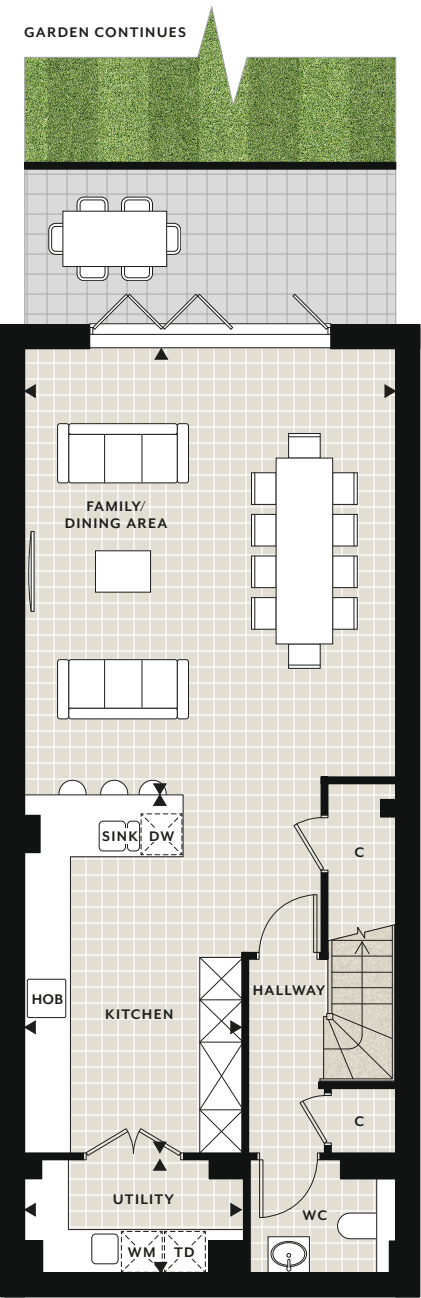 GARDEN CONTINUES
FAMILY/
DINING AREA
SINK
DW
C
HOB
KITCHEN
HALLWAY
C
UTILITY
WC
WM
TD